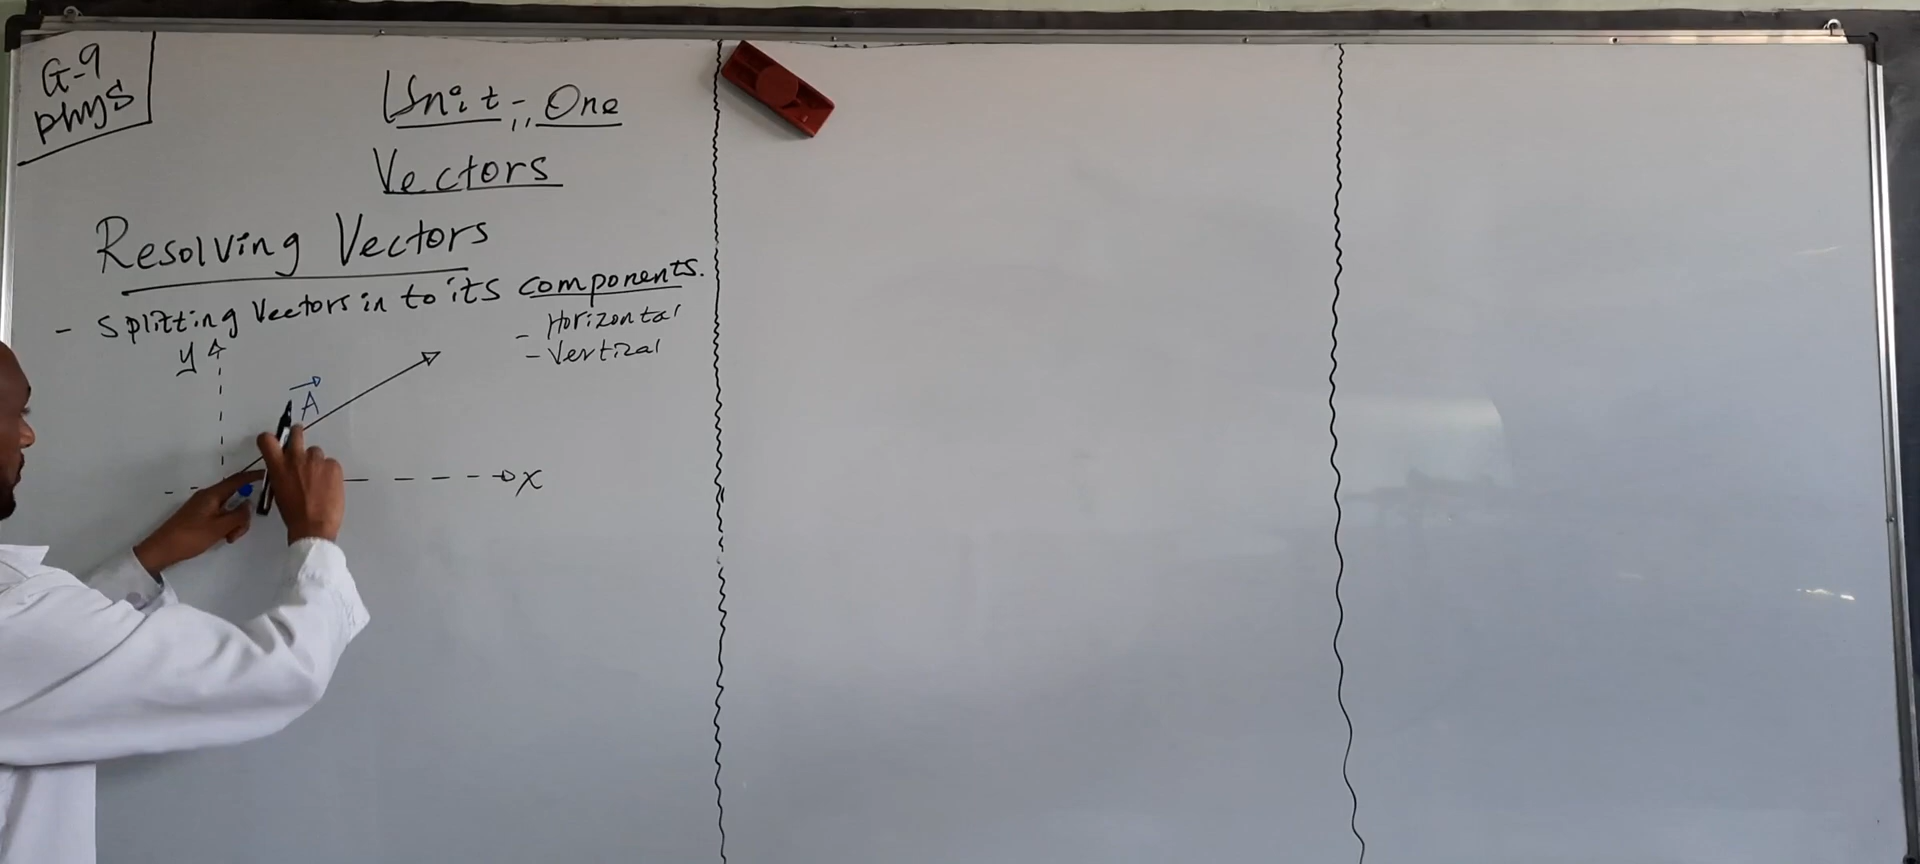 G-9
phys
Unit:- One
Vectors
Resolving Vectors
- Splitting Vectors in to its components.
- Horizontal
- Vertical
y
A
x